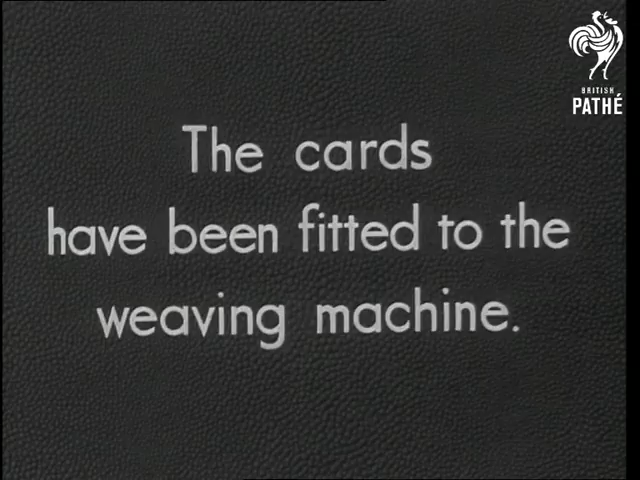 BRITISH
PATHÉ
The cards
have been fitted to the
weaving machine.